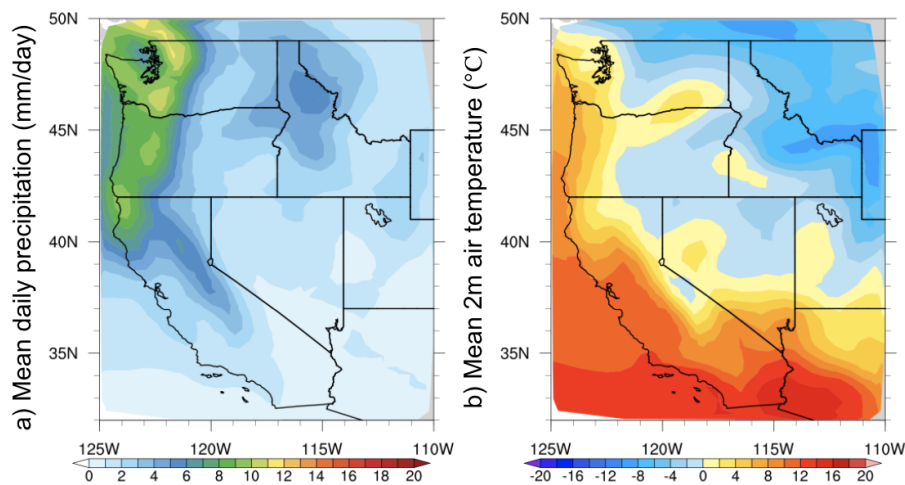 a) Mean daily precipitation (mm/day)
50N
45N
40N
35N
125W 120W 115W 110W
0 2 4 6 8 10 12 14 16 18 20
b) Mean 2m air temperature (°C)
50N
45N
40N
35N
125W 120W 115W 110W
-20 -16 -12 -8 -4 0 4 8 12 16 20